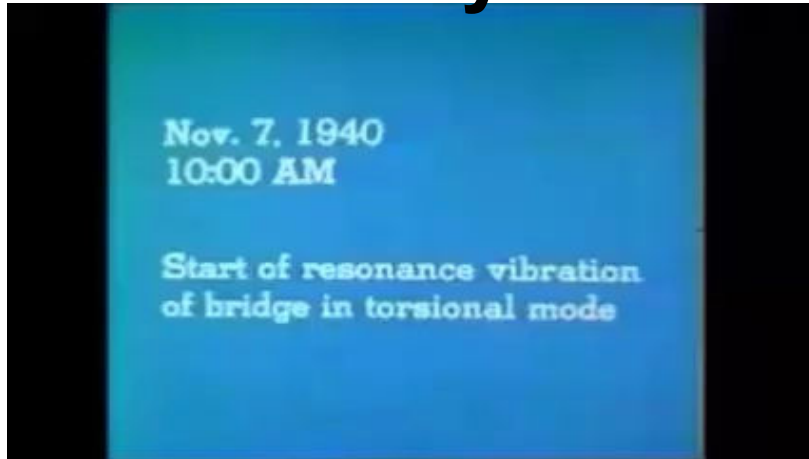 Nov. 7, 1940
10:00 AM
Start of resonance vibration
of bridge in torsional mode